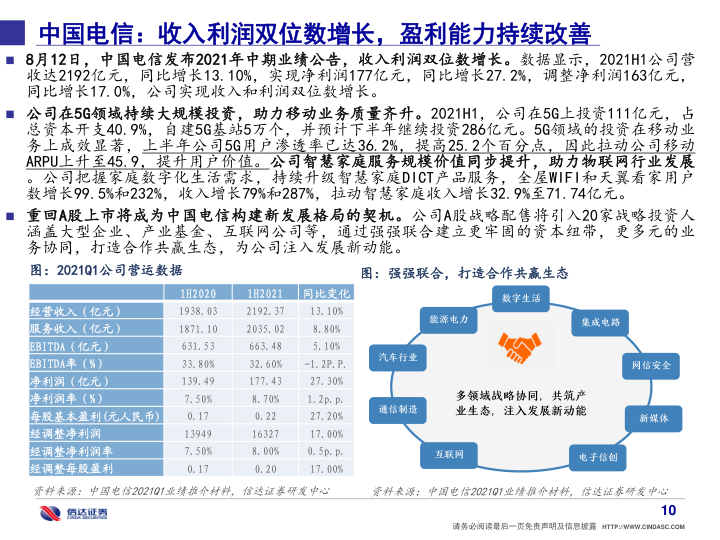 中国电信：收入利润双位数增长，盈利能力持续改善
8月12日，中国电信发布2021年中期业绩公告，收入利润双位数增长。数据显示，2021H1公司营
收达2192亿元，同比增长13.10%，实现净利润177亿元，同比增长27.2%，调整净利润163亿元，
同比增长17.0%，公司实现收入和利润双位数增长。
公司在5G领域持续大规模投资，助力移动业务质量齐升。2021H1，公司在5G上投资111亿元，占
总资本开支40.9%，自建5G基站5万个，并预计下半年继续投资286亿元。5G领域的投资在移动业
务上成效显著，上半年公司5G用户渗透率已达36.2%，提高25.2个百分点，因此拉动公司移动
ARPU上升至45.9，提升用户价值。公司智慧家庭服务规模价值同步提升，助力物联网行业发展
。公司把握家庭数字化生活需求，持续升级智慧家庭DICT产品服务，全屋WIFI和天翼看家用户
数增长99.5%和232%，收入增长79%和287%，拉动智慧家庭收入增长32.9%至71.74亿元。
重回A股上市将成为中国电信构建新发展格局的契机。公司A股战略配售将引入20家战略投资人
涵盖大型企业、产业基金、互联网公司等，通过强强联合建立更牢固的资本纽带，更多元的业
务协同，打造合作共赢生态，为公司注入发展新动能。
图：2021Q1公司营运数据
1H2020 1H2021 同比变化
经营收入（亿元） 1938.03 2192.37 13.10%
服务收入（亿元） 1871.10 2035.02 8.80%
EBITDA（亿元） 631.53 663.48 5.10%
EBITDA率（%） 33.80% 32.60% -1.2P.P.
净利润（亿元） 139.49 177.43 27.30%
净利润率（%） 7.50% 8.70% 1.2p.p.
每股基本盈利(元人民币) 0.17 0.22 27.20%
经调整净利润 13949 16327 17.00%
经调整净利润率 7.50% 8.00% 0.5p.p.
经调整每股盈利 0.17 0.20 17.00%
资料来源：中国电信2021Q1业绩推介材料，信达证券研发中心
图：强强联合，打造合作共赢生态
数字生活
能源电力
集成电路
汽车行业
网信安全
多领域战略协同，共筑产
业生态，注入发展新动能
通信制造
新媒体
互联网
电子信创
资料来源：中国电信2021Q1业绩推介材料，信达证券研发中心
信达证券
CINDA SECURITIES
10
请务必阅读最后一页免责声明及信息披露 HTTP://WWW.CINDASC.COM